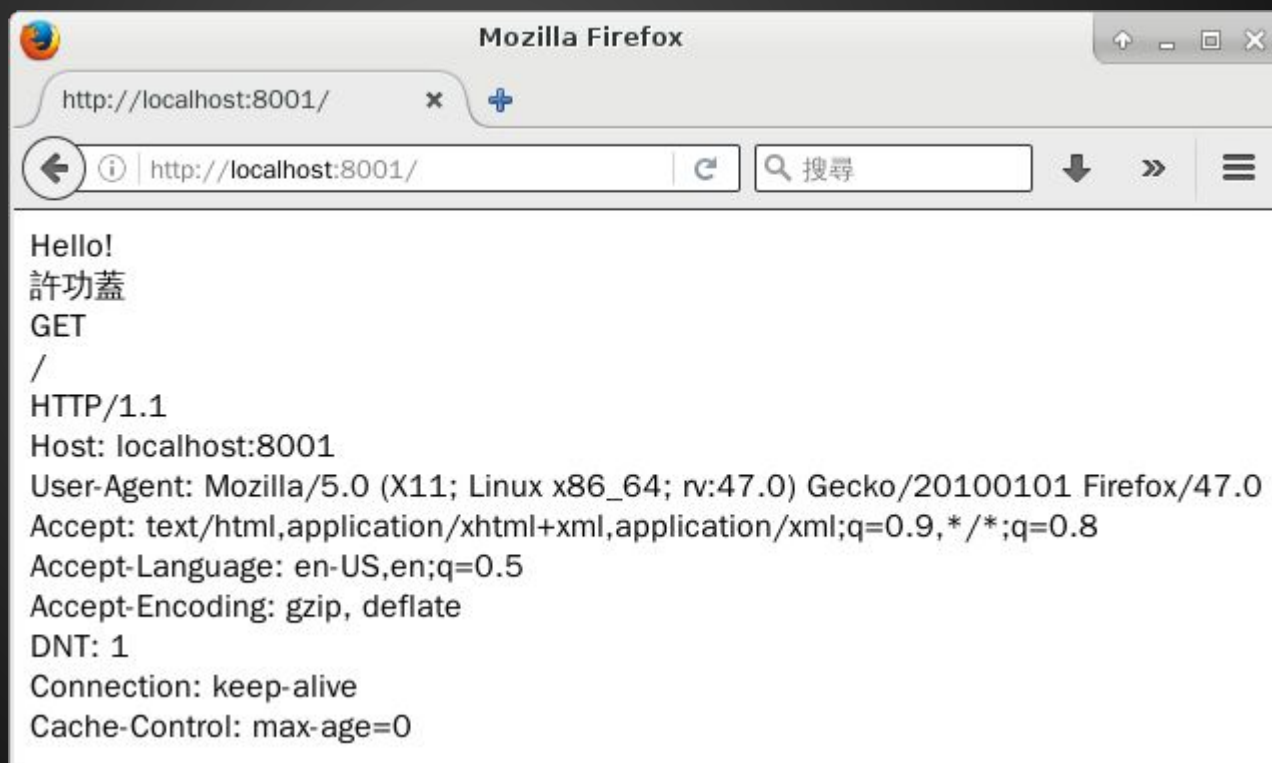 Mozilla Firefox
http://localhost:8001/
http://localhost:8001/ 搜尋
Hello!
許功蓋
GET
/
HTTP/1.1
Host: localhost:8001
User-Agent: Mozilla/5.0 (X11; Linux x86_64; rv:47.0) Gecko/20100101 Firefox/47.0
Accept: text/html,application/xhtml+xml,application/xml;q=0.9,*/*;q=0.8
Accept-Language: en-US,en;q=0.5
Accept-Encoding: gzip, deflate
DNT: 1
Connection: keep-alive
Cache-Control: max-age=0